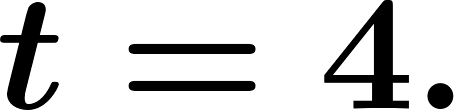 t = 4.